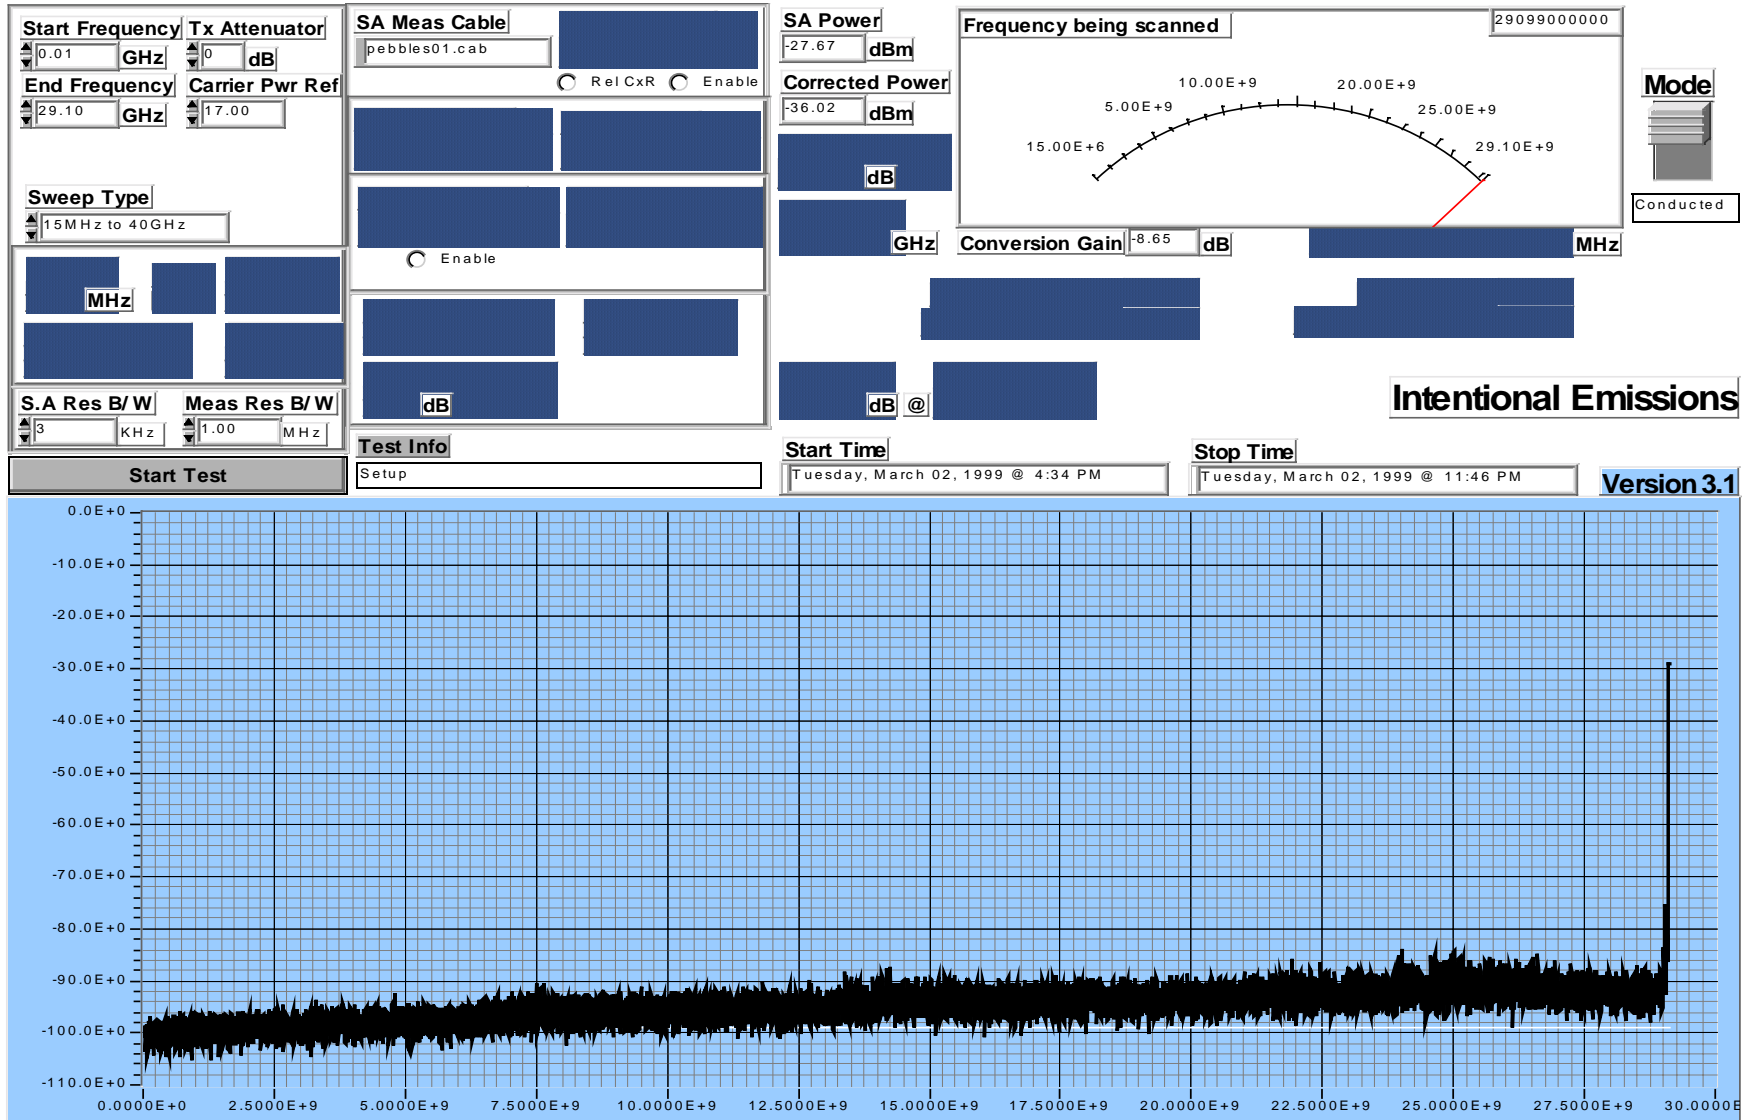 Start Frequency
0.01 GHz
Tx Attenuator
0 dB
End Frequency
29.10 GHz
Carrier Pwr Ref
17.00
Sweep Type
15MHz to 40GHz
MHz
S.A Res B/W
3 KHz
Meas Res B/W
1.00 MHz
Start Test
SA Meas Cable
pebbles01.cab
Rel CxR
Enable
Enable
dB
Test Info
Setup
SA Power
-27.67 dBm
Corrected Power
-36.02 dBm
dB
GHz
Conversion Gain -8.65 dB
MHz
dB @
Frequency being scanned
29099000000
15.00E+6
5.00E+9
10.00E+9
20.00E+9
25.00E+9
29.10E+9
Mode
Conducted
Intentional Emissions
Start Time
Tuesday, March 02, 1999 @ 4:34 PM
Stop Time
Tuesday, March 02, 1999 @ 11:46 PM
Version 3.1
0.0E+0
-10.0E+0
-20.0E+0
-30.0E+0
-40.0E+0
-50.0E+0
-60.0E+0
-70.0E+0
-80.0E+0
-90.0E+0
-100.0E+0
-110.0E+0
0.0000E+0 2.5000E+9 5.0000E+9 7.5000E+9 10.0000E+9 12.5000E+9 15.0000E+9 17.5000E+9 20.0000E+9 22.5000E+9 25.0000E+9 27.5000E+9 30.0000E